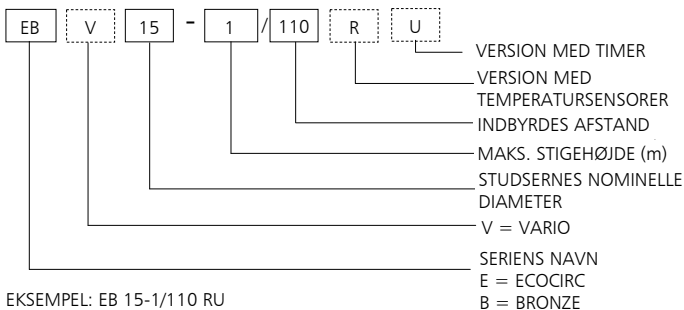 EB V 15 - 1 / 110 R U
VERSION MED TIMER
VERSION MED
TEMPERATURSENSORER
INDBYRDES AFSTAND
MAKS. STIGEHØJDE (m)
STUDSERNES NOMINELLE
DIAMETER
V = VARIO
SERIENS NAVN
E = ECOCIRC
B = BRONZE
EKSEMPEL: EB 15-1/110 RU